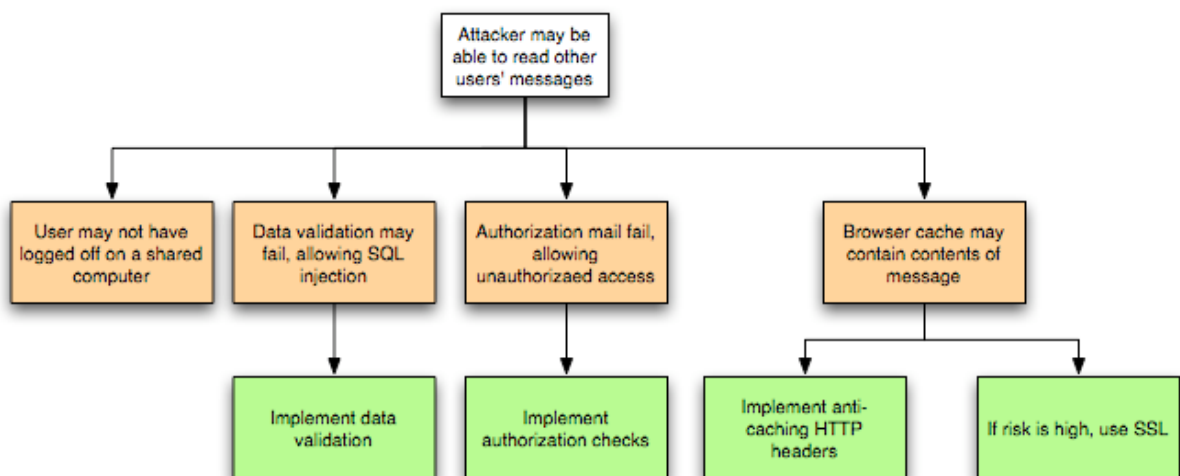 Attacker may be
able to read other
users' messages
User may not have
logged off on a shared
computer
Data validation may
fail, allowing SQL
injection
Authorization mail fail,
allowing
unauthorizaed access
Browser cache may
contain contents of
message
Implement data
validation
Implement
authorization checks
Implement anti-
caching HTTP
headers
If risk is high, use SSL